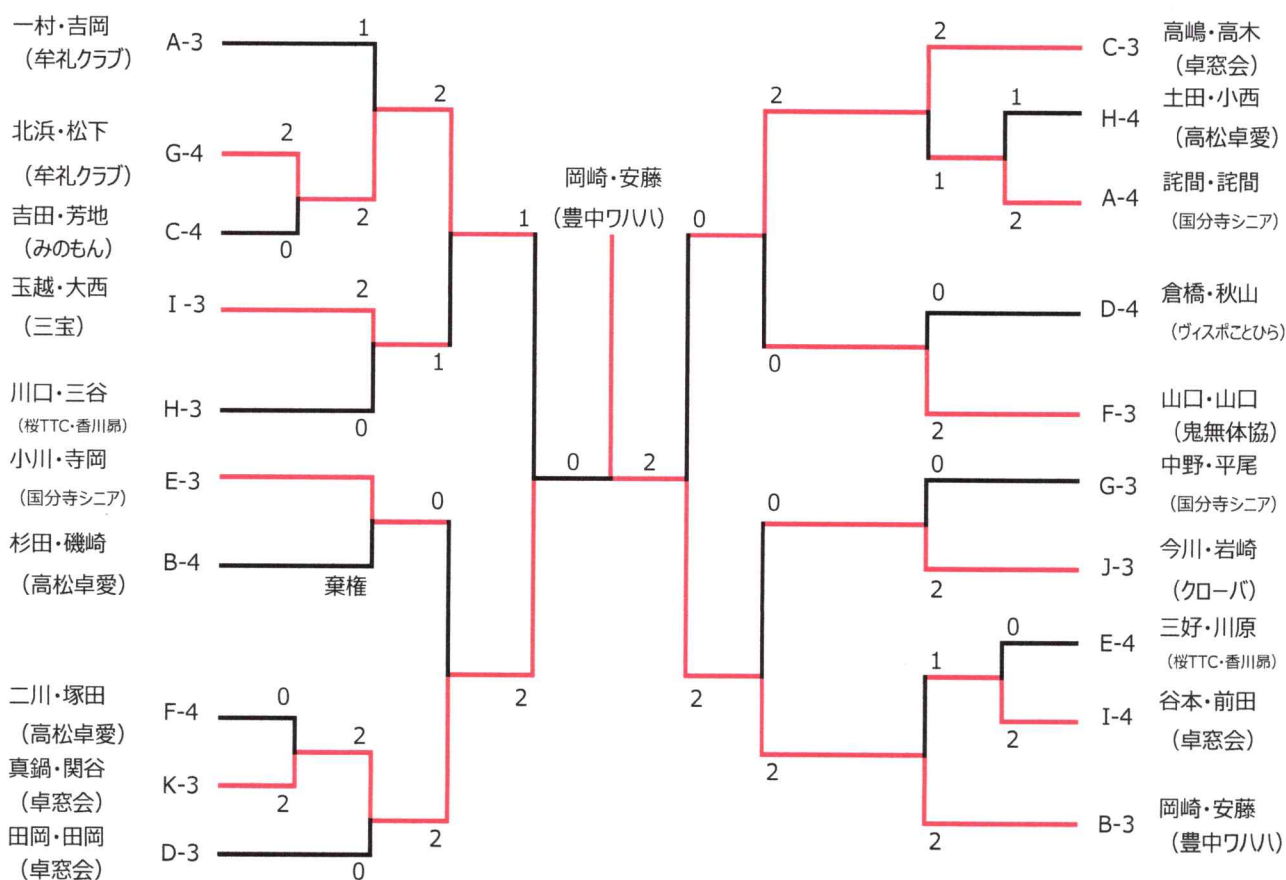 一村・吉岡
(牟礼クラブ)
A-3
1
2
北浜・松下
(牟礼クラブ)
G-4
2
2
吉田・芳地
(みのもん)
C-4
0
1
玉越・大西
(三宝)
I-3
2
1
川口・三谷
(桜TTC・香川昴)
H-3
0
小川・寺岡
(国分寺シニア)
E-3
0
杉田・磯崎
(高松卓愛)
B-4
棄権
2
二川・塚田
(高松卓愛)
F-4
0
2
真鍋・関谷
(卓窓会)
K-3
2
2
田岡・田岡
(卓窓会)
D-3
0
岡崎・安藤
(豊中ワハハ)
0
2
2
C-3
高嶋・高木
(卓窓会)
2
1
H-4
土田・小西
(高松卓愛)
1
2
A-4
詫間・詫間
(国分寺シニア)
0
0
D-4
倉橋・秋山
(ヴィスポことひら)
0
2
F-3
山口・山口
(鬼無体協)
0
0
G-3
中野・平尾
(国分寺シニア)
2
J-3
今川・岩崎
(クローバ)
2
0
E-4
三好・川原
(桜TTC・香川昴)
1
2
I-4
谷本・前田
(卓窓会)
2
2
B-3
岡崎・安藤
(豊中ワハハ)